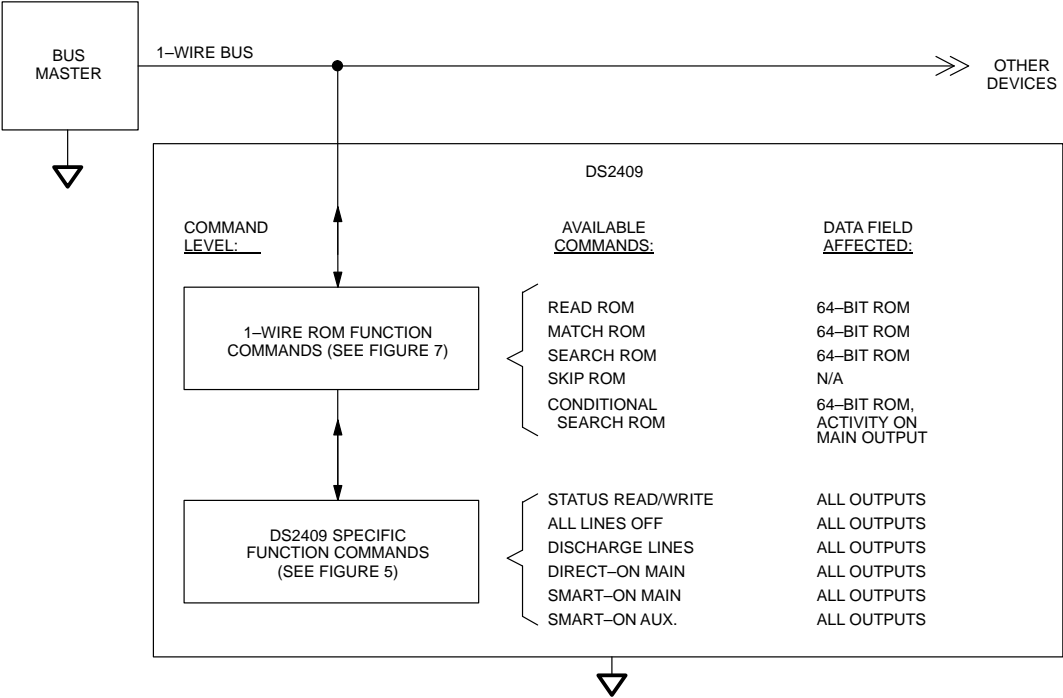 BUS
MASTER
1–WIRE BUS
OTHER
DEVICES
DS2409
COMMAND
LEVEL:
AVAILABLE
COMMANDS:
DATA FIELD
AFFECTED:
1–WIRE ROM FUNCTION
COMMANDS (SEE FIGURE 7)
READ ROM 64–BIT ROM
MATCH ROM 64–BIT ROM
SEARCH ROM 64–BIT ROM
SKIP ROM N/A
CONDITIONAL 64–BIT ROM,
SEARCH ROM ACTIVITY ON
MAIN OUTPUT
DS2409 SPECIFIC
FUNCTION COMMANDS
(SEE FIGURE 5)
STATUS READ/WRITE ALL OUTPUTS
ALL LINES OFF ALL OUTPUTS
DISCHARGE LINES ALL OUTPUTS
DIRECT–ON MAIN ALL OUTPUTS
SMART–ON MAIN ALL OUTPUTS
SMART–ON AUX. ALL OUTPUTS